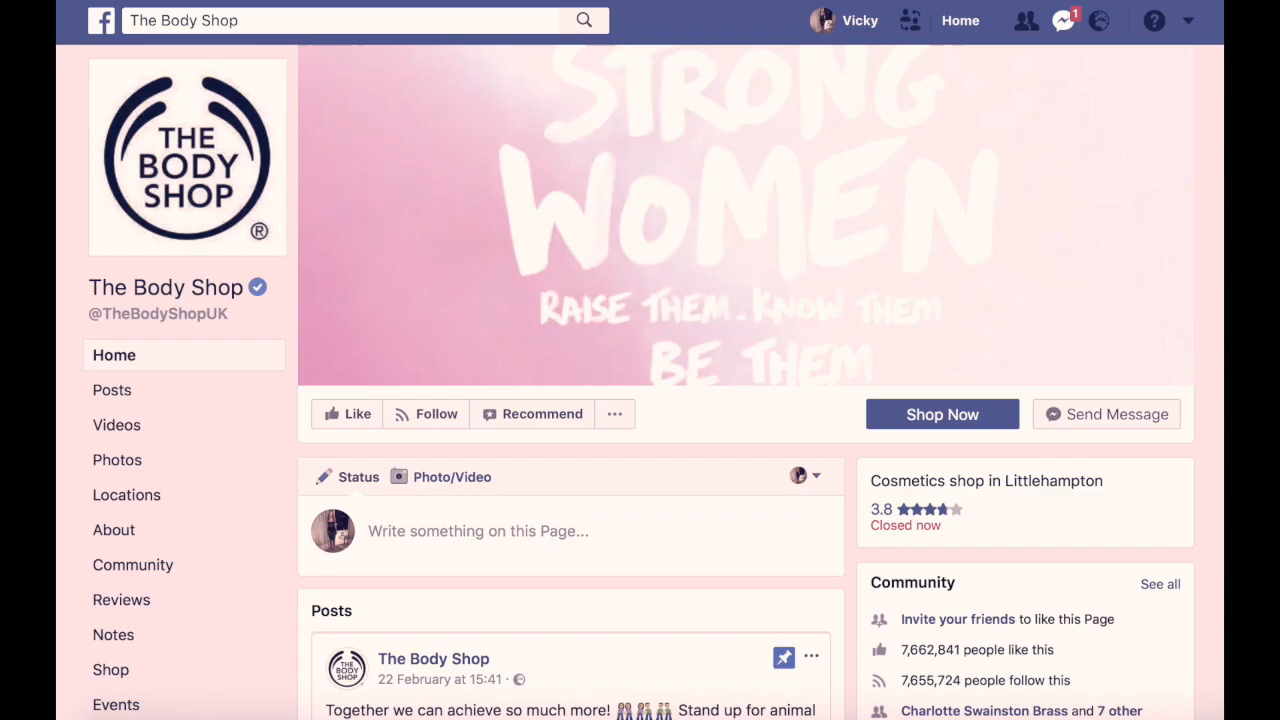 The Body Shop
Vicky
Home
1
THE
BODY
SHOP
®
The Body Shop
@TheBodyShopUK
Home
Posts
Videos
Photos
Locations
About
Community
Reviews
Notes
Shop
Events
STRONG
WOMEN
RAISE THEM. KNOW THEM
BE THEM
Like
Follow
Recommend
Shop Now
Send Message
Status
Photo/Video
Write something on this Page...
Posts
THE
BODY
SHOP
The Body Shop
22 February at 15:41 ·
Together we can achieve so much more! 👭👫👬 Stand up for animal
Cosmetics shop in Littlehampton
3.8
Closed now
Community
See all
Invite your friends to like this Page
7,662,841 people like this
7,655,724 people follow this
Charlotte Swainston Brass and 7 other